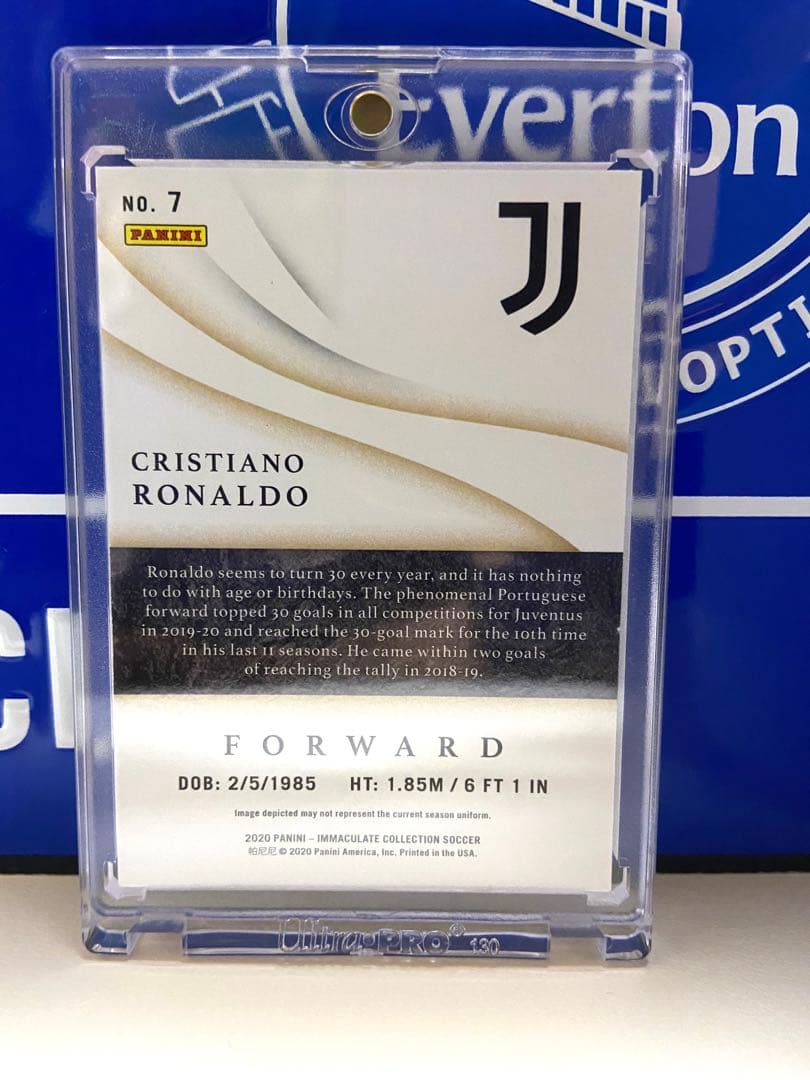 Everton
OPTI
NO. 7
PANINI
CRISTIANO
RONALDO
Ronaldo seems to turn 30 every year, and it has nothing
to do with age or birthdays. The phenomenal Portuguese
forward topped 30 goals in all competitions for Juventus
in 2019-20 and reached the 30-goal mark for the 10th time
in his last 11 seasons. He came within two goals
of reaching the tally in 2018-19.
FORWARD
DOB: 2/5/1985 HT: 1.85M / 6 FT 1 IN
Image depicted may not represent the current season uniform.
2020 PANINI – IMMACULATE COLLECTION SOCCER
帕尼尼 © 2020 Panini America, Inc. Printed in the USA.
Ultra·PRO® 130